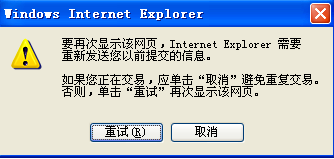 Windows Internet Explorer
要再次显示该网页，Internet Explorer 需要
重新发送您以前提交的信息。
如果您正在交易，应单击“取消”避免重复交易。
否则，单击“重试”再次显示该网页。
重试(R)
取消